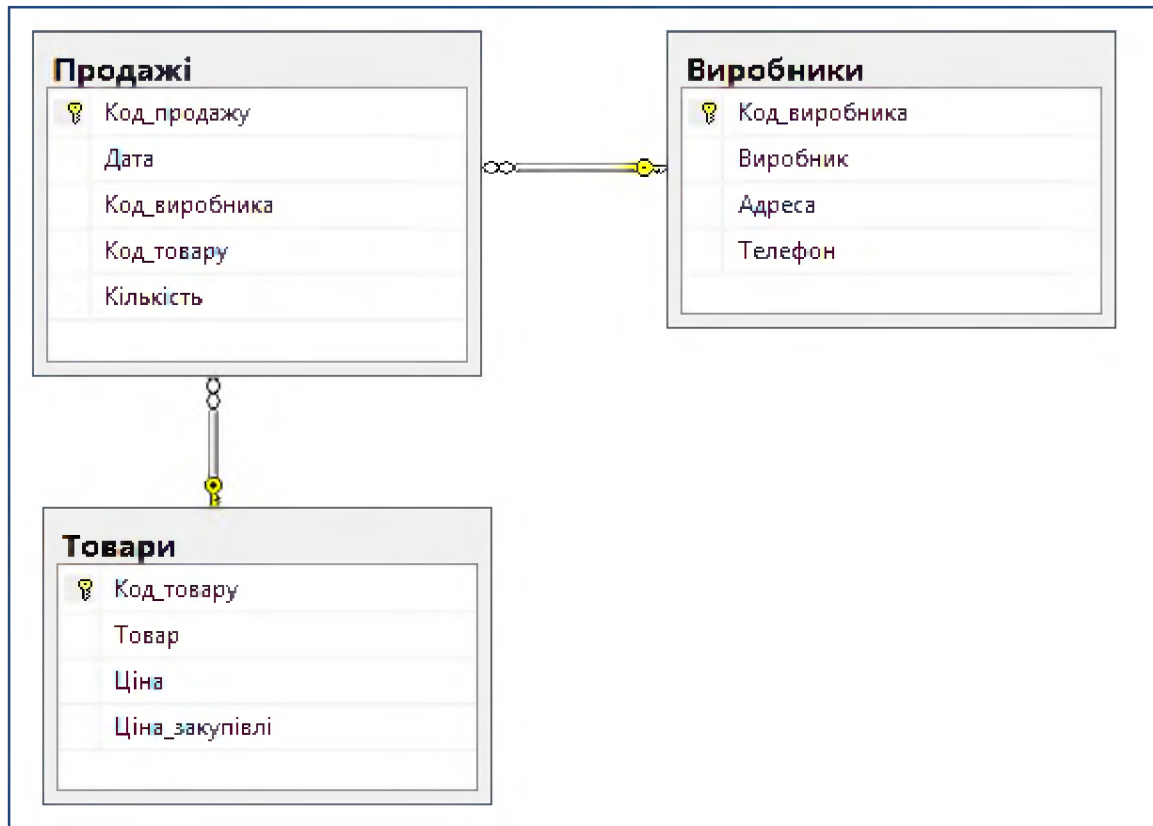 Продажі
Код_продажу
Дата
Код_виробника
Код_товару
Кількість
Виробники
Код_виробника
Виробник
Адреса
Телефон
Товари
Код_товару
Товар
Ціна
Ціна_закупівлі